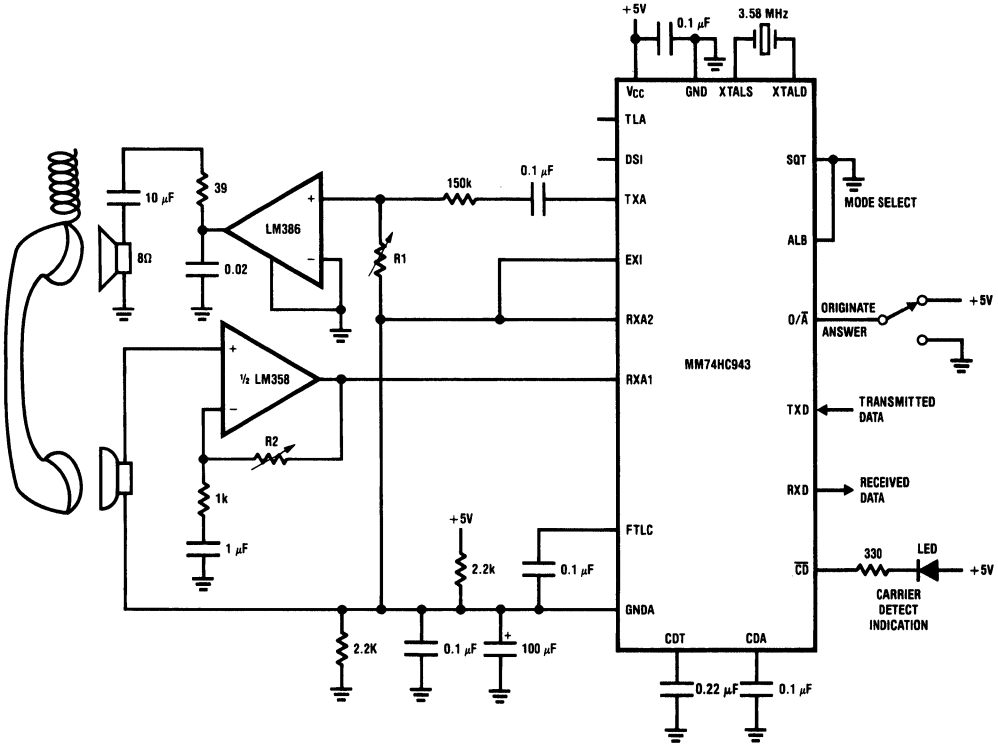 +5V
0.1 μF
3.58 MHz
VCC
GND
XTALS
XTALD
TLA
DSI
TXA
EXI
RXA2
RXA1
FTLC
GNDA
SQT
ALB
O/A̅
TXD
RXD
C̅D̅
CDT
CDA
MM74HC943
MODE SELECT
ORIGINATE
ANSWER
+5V
TRANSMITTED
DATA
RECEIVED
DATA
330
LED
+5V
CARRIER
DETECT
INDICATION
0.1 μF
150k
39
10 μF
8Ω
0.02
LM386
+
−
R1
½ LM358
+
−
R2
1k
1 μF
+5V
2.2k
0.1 μF
2.2K
0.1 μF
+
100 μF
0.22 μF
0.1 μF